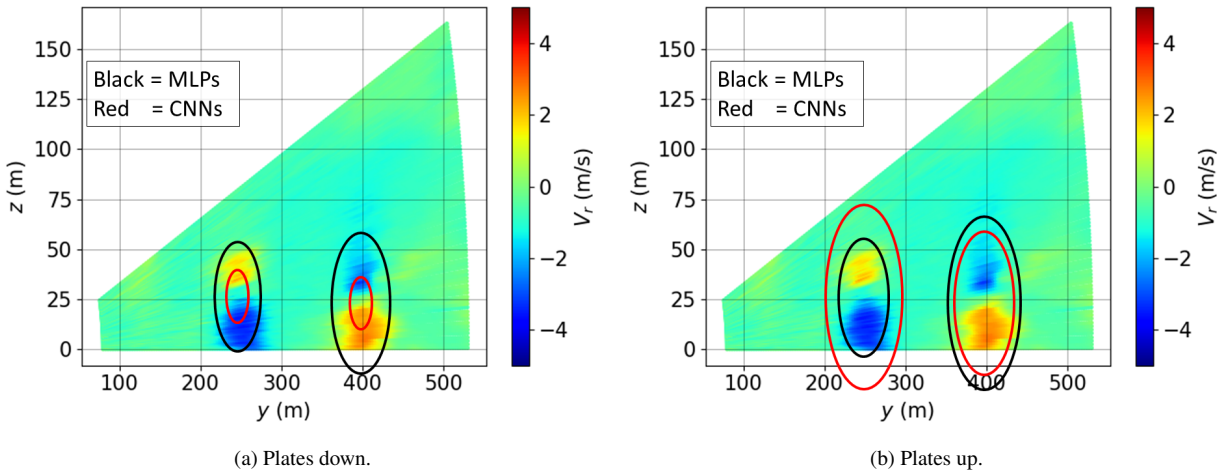 150
125
100
75
50
25
0
z (m)
100
200
300
400
500
y (m)
Black = MLPs
Red = CNNs
4
2
0
−2
−4
V_r (m/s)
(a) Plates down.
150
125
100
75
50
25
0
z (m)
100
200
300
400
500
y (m)
Black = MLPs
Red = CNNs
4
2
0
−2
−4
V_r (m/s)
(b) Plates up.